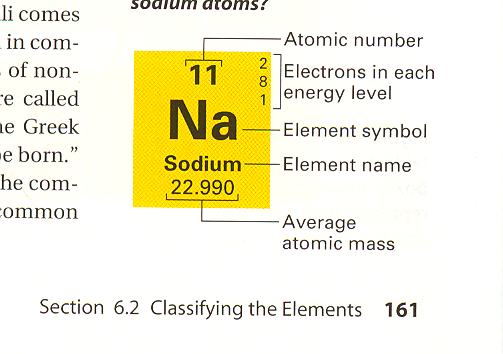 sodium atoms?
li comes
in com-
of non-
re called
e Greek
e born.”
he com-
common
Atomic number
11
2
8
1
Electrons in each
energy level
Na
Element symbol
Sodium
Element name
22.990
Average
atomic mass
Section 6.2 Classifying the Elements 161